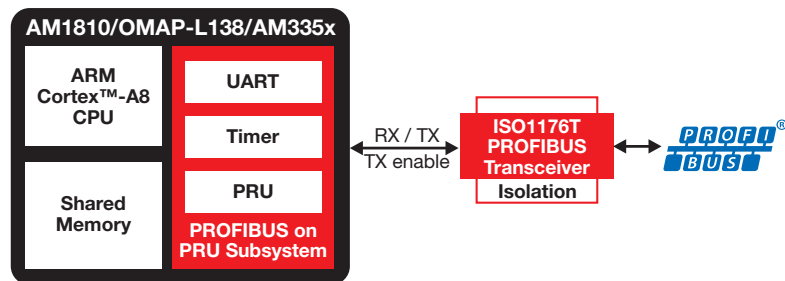 AM1810/OMAP-L138/AM335x
ARM
Cortex™-A8
CPU
Shared
Memory
UART
Timer
PRU
PROFIBUS on
PRU Subsystem
RX / TX
TX enable
ISO1176T
PROFIBUS
Transceiver
Isolation
PROFI®
BUS